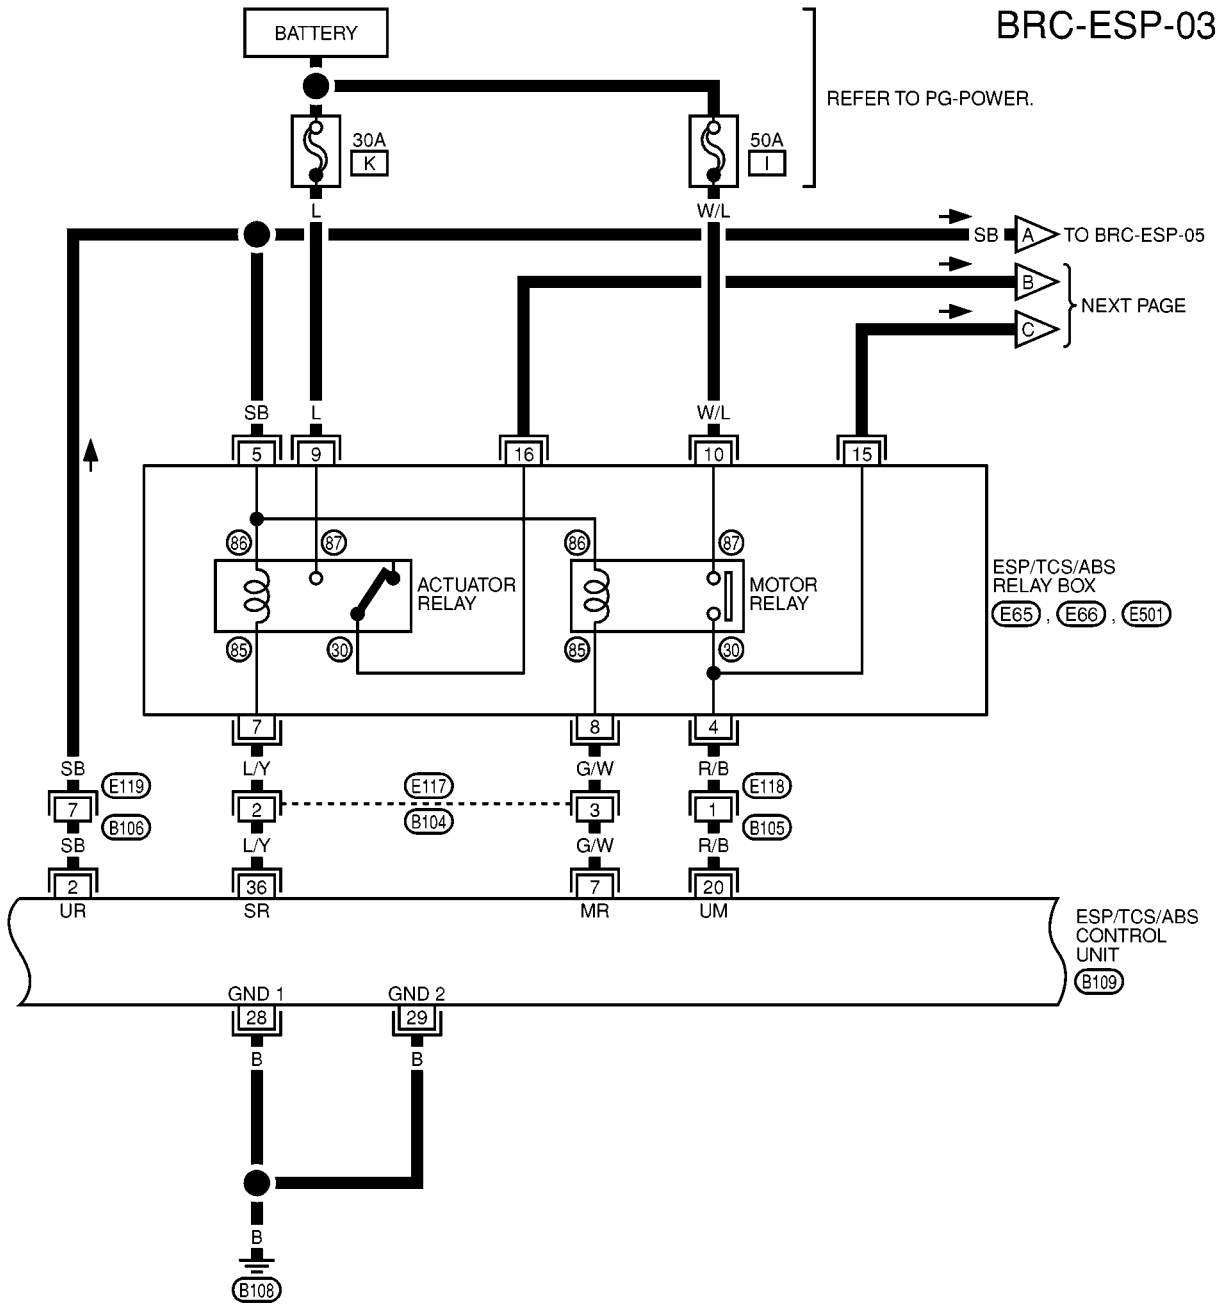 BRC-ESP-03
BATTERY
REFER TO PG-POWER.
30A
K
50A
I
L
W/L
SB
A
TO BRC-ESP-05
B
NEXT PAGE
C
SB
L
W/L
5
9
16
10
15
86
87
86
87
ACTUATOR
RELAY
MOTOR
RELAY
ESP/TCS/ABS
RELAY BOX
E65 , E66 , E501
85
30
85
30
7
8
4
SB
L/Y
G/W
R/B
E119
E117
E118
7
2
3
1
B106
B104
B105
SB
L/Y
G/W
R/B
2
36
7
20
UR
SR
MR
UM
ESP/TCS/ABS
CONTROL
UNIT
B109
GND 1
GND 2
28
29
B
B
B
B108